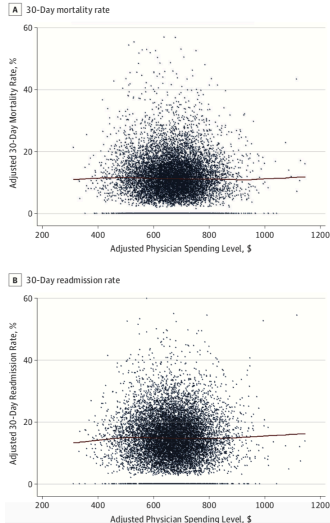 A 30-Day mortality rate
60
40
20
0
Adjusted 30-Day Mortality Rate, %
200 400 600 800 1000 1200
Adjusted Physician Spending Level, $
B 30-Day readmission rate
60
40
20
0
Adjusted 30-Day Readmission Rate, %
200 400 600 800 1000 1200
Adjusted Physician Spending Level, $